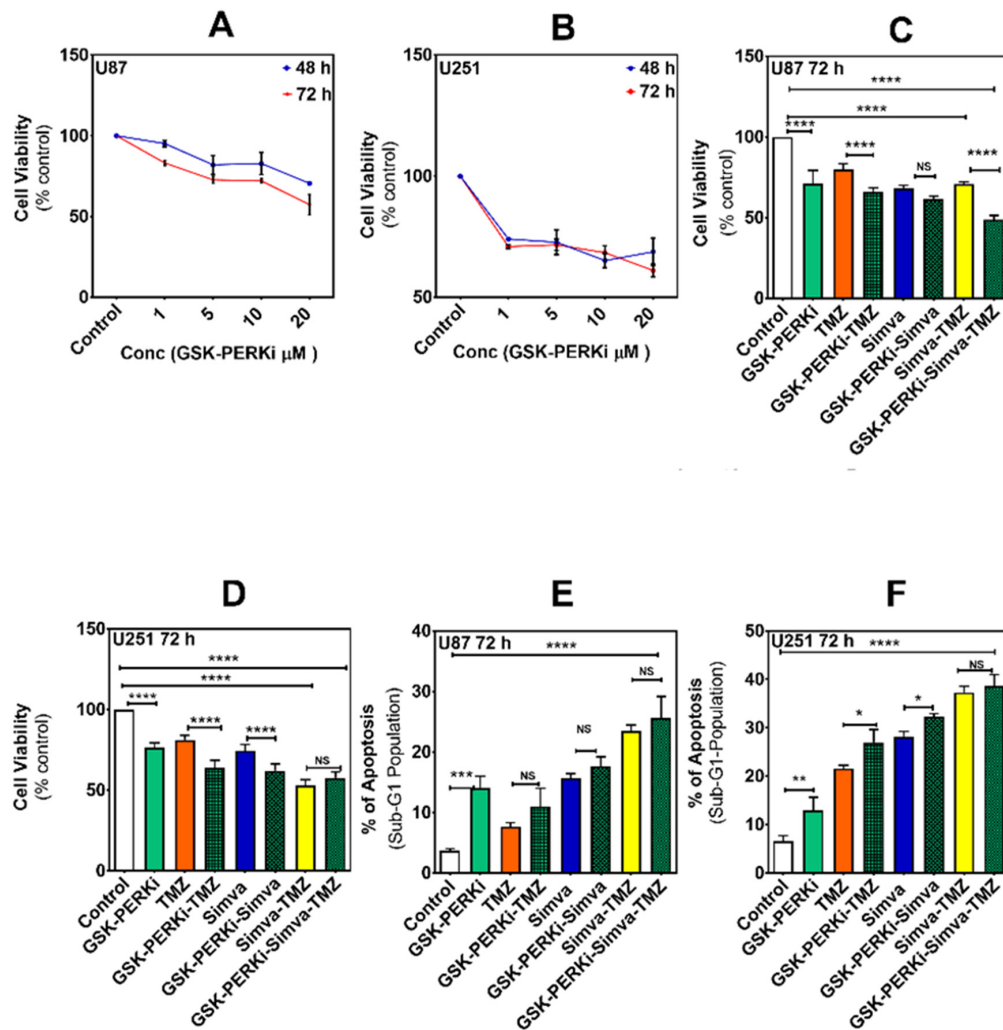 A
150
100
50
0
U87
48 h
72 h
Cell Viability
(% control)
Control
1
5
10
20
Conc (GSK-PERKi µM )
B
150
100
50
U251
48 h
72 h
Cell Viability
(% control)
Control
1
5
10
20
Conc (GSK-PERKi µM )
C
150
100
50
0
U87 72 h
****
****
****
****
NS
****
Cell Viability
(% control)
Control
GSK-PERKi
TMZ
GSK-PERKi-TMZ
Simva
GSK-PERKi-Simva
Simva-TMZ
GSK-PERKi-Simva-TMZ
D
150
100
50
0
U251 72 h
****
****
****
****
****
NS
Cell Viability
(% control)
Control
GSK-PERKi
TMZ
GSK-PERKi-TMZ
Simva
GSK-PERKi-Simva
Simva-TMZ
GSK-PERKi-Simva-TMZ
E
40
30
20
10
0
U87 72 h
****
***
NS
NS
NS
% of Apoptosis
(Sub-G1 Population)
Control
GSK-PERKi
TMZ
GSK-PERKi-TMZ
Simva
GSK-PERKi-Simva
Simva-TMZ
GSK-PERKi-Simva-TMZ
F
50
40
30
20
10
0
U251 72 h
****
**
*
*
NS
% of Apoptosis
(Sub-G1-Population)
Control
GSK-PERKi
TMZ
GSK-PERKi-TMZ
Simva
GSK-PERKi-Simva
Simva-TMZ
GSK-PERKi-Simva-TMZ